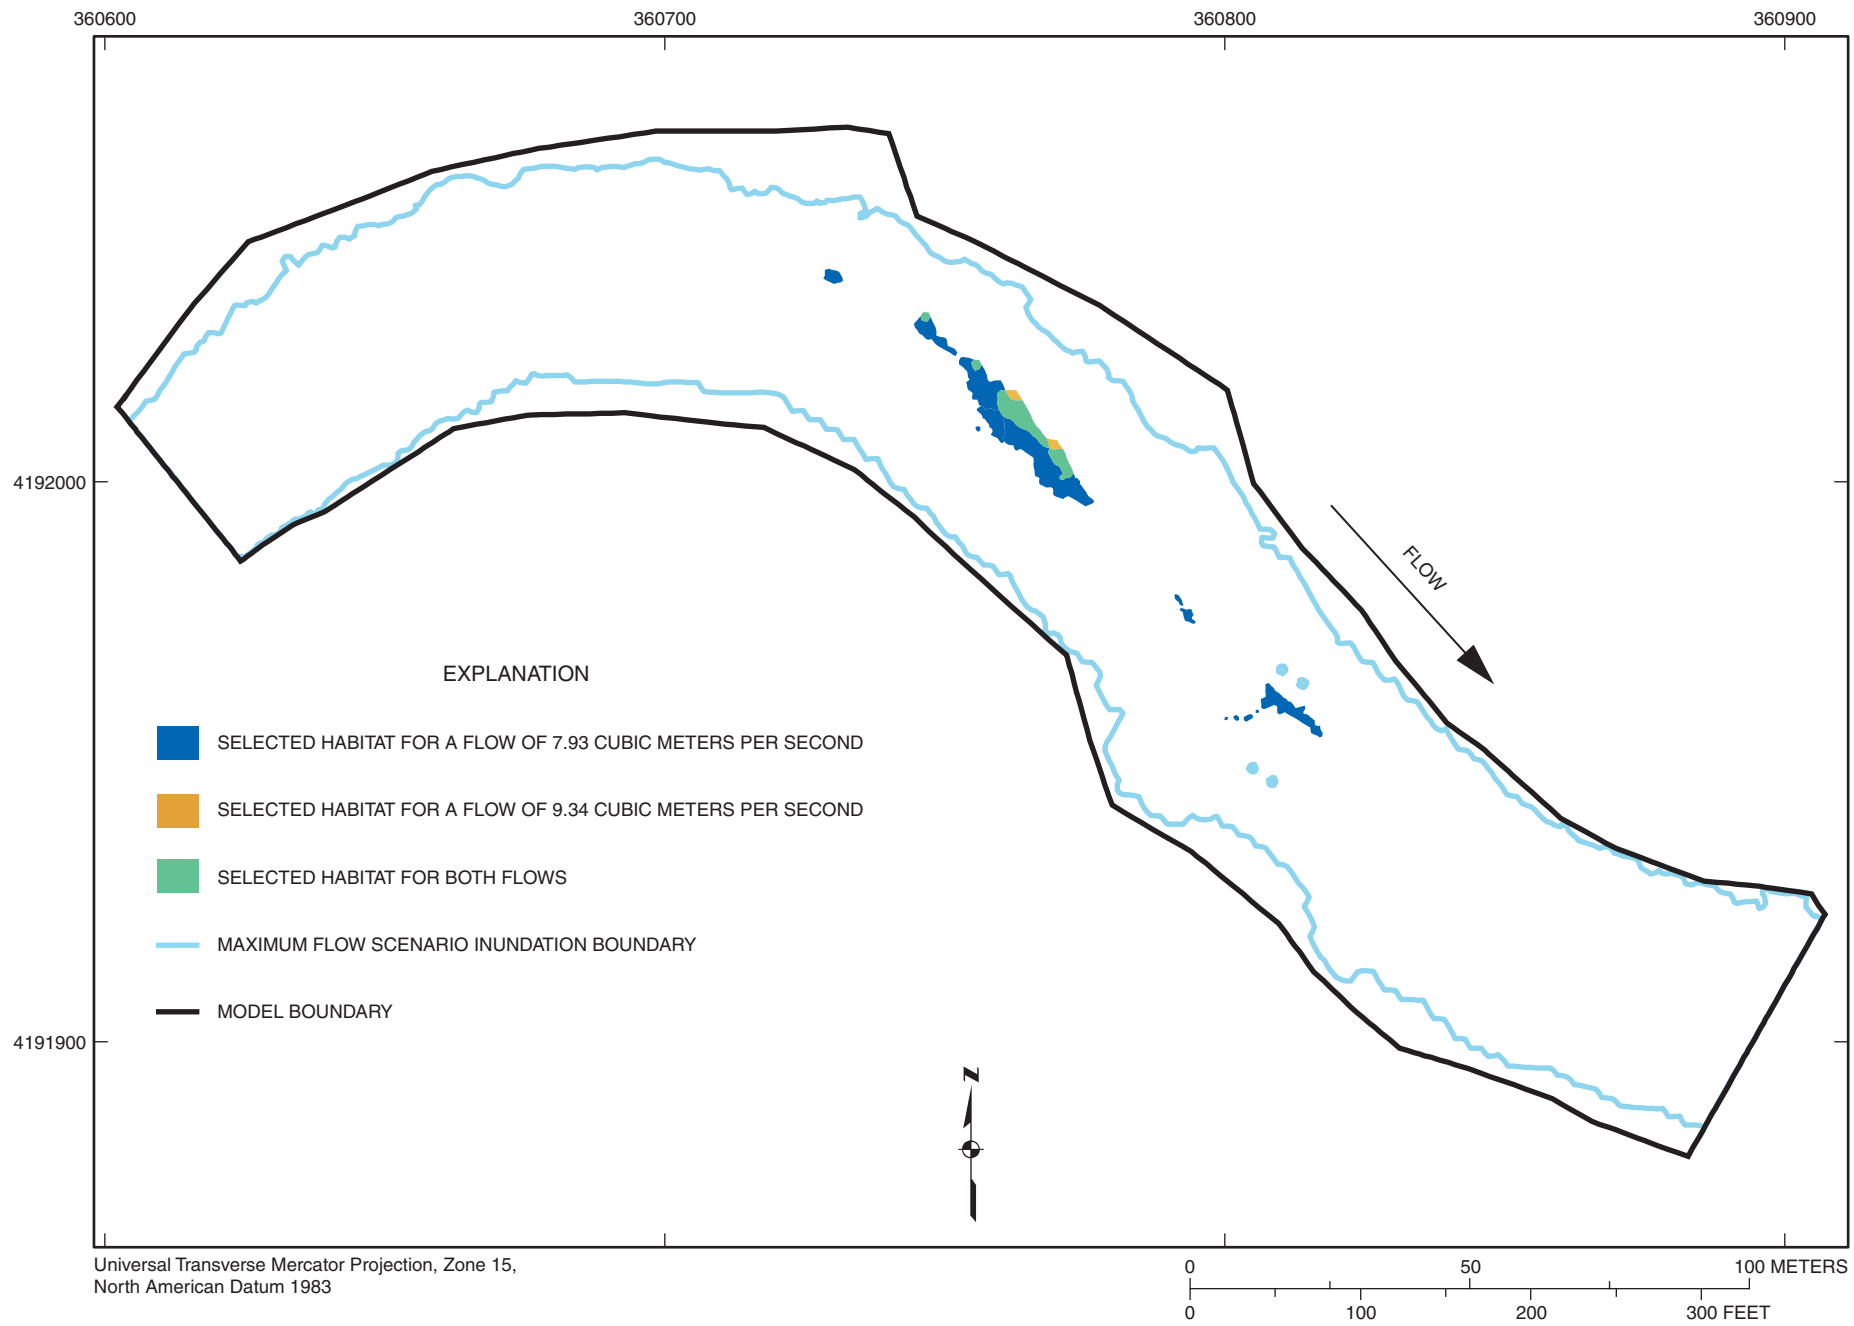 360600 360700 360800 360900
4192000
FLOW
EXPLANATION
SELECTED HABITAT FOR A FLOW OF 7.93 CUBIC METERS PER SECOND
SELECTED HABITAT FOR A FLOW OF 9.34 CUBIC METERS PER SECOND
SELECTED HABITAT FOR BOTH FLOWS
MAXIMUM FLOW SCENARIO INUNDATION BOUNDARY
MODEL BOUNDARY
4191900
N
Universal Transverse Mercator Projection, Zone 15,
North American Datum 1983
0 50 100 METERS
0 100 200 300 FEET